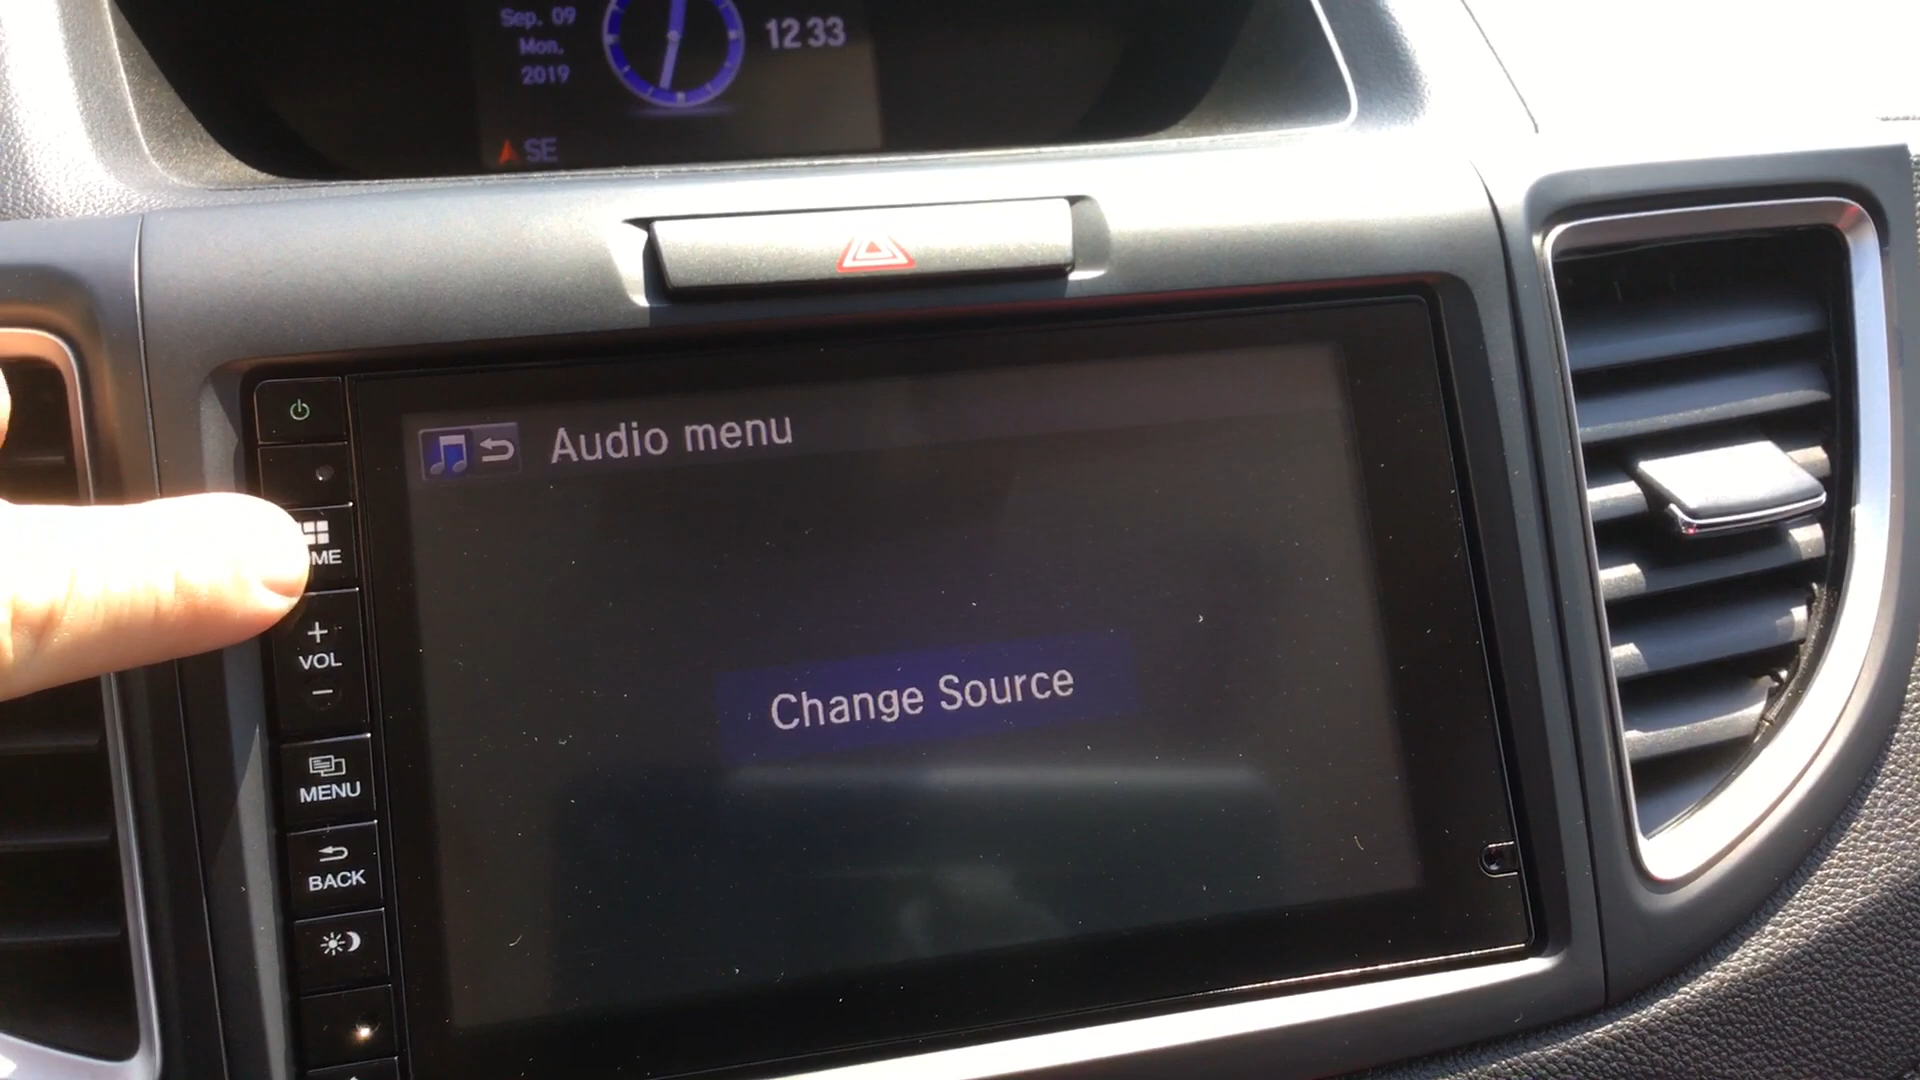 Sep. 09
Mon.
2019
12 33
SE
Audio menu
ME
VOL
Change Source
MENU
BACK